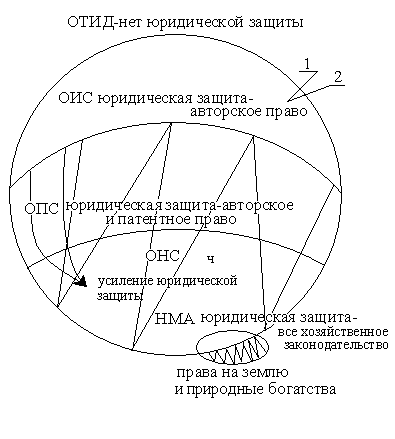 ОТИД-нет юридической защиты
1
2
ОИС юридическая защита-
авторское право
ОПС юридическая защита-авторское
и патентное право
ОНС ч
усиление юридической
защиты
НМА юридическая защита-
все хозяйственное
законодательство
права на землю
и природные богатства